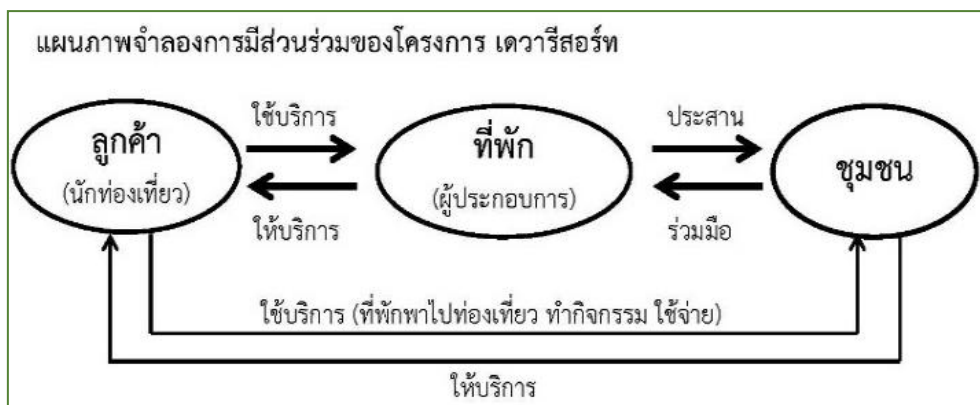 แผนภาพจำลองการมีส่วนร่วมของโครงการ เดวารีสอร์ท
ลูกค้า
(นักท่องเที่ยว)
ใช้บริการ
ให้บริการ
ที่พัก
(ผู้ประกอบการ)
ประสาน
ร่วมมือ
ชุมชน
ใช้บริการ (ที่พักพาไปท่องเที่ยว ทำกิจกรรม ใช้จ่าย)
ให้บริการ